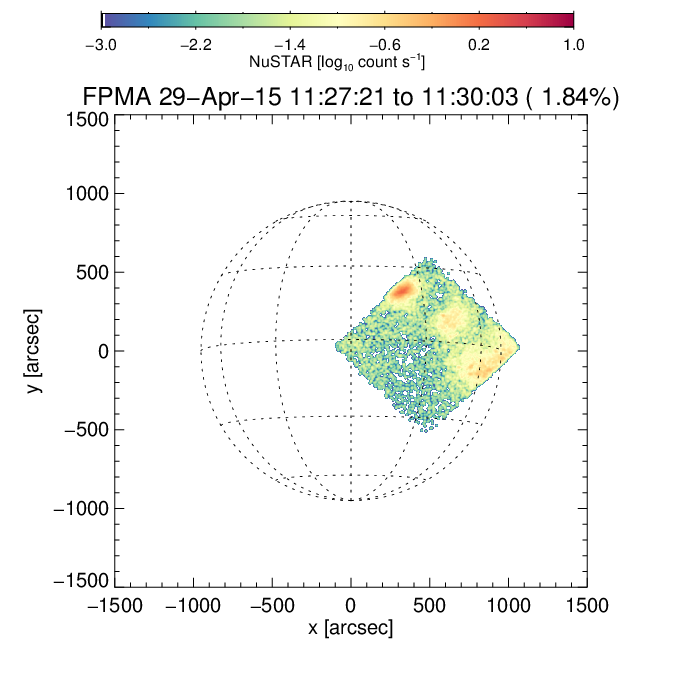 −3.0 −2.2 −1.4 −0.6 0.2 1.0
NuSTAR [log₁₀ count s⁻¹]
FPMA 29−Apr−15 11:27:21 to 11:30:03 ( 1.84%)
1500
1000
500
0
−500
−1000
−1500
y [arcsec]
−1500 −1000 −500 0 500 1000 1500
x [arcsec]